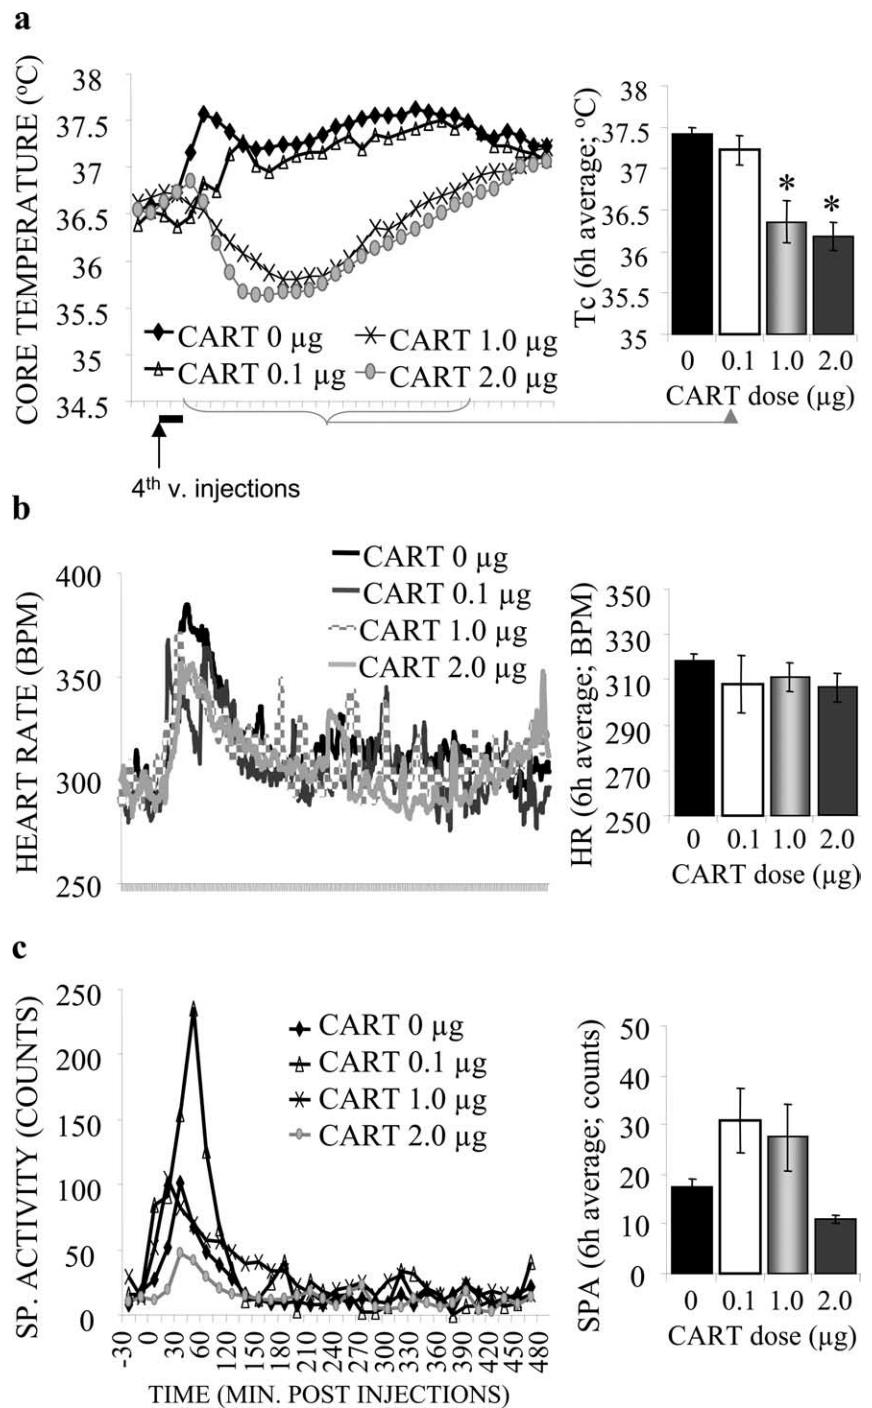 a
CORE TEMPERATURE (ºC)
38
37.5
37
36.5
36
35.5
35
34.5
CART 0 µg
CART 0.1 µg
CART 1.0 µg
CART 2.0 µg
4th v. injections
Tc (6h average; ºC)
38
37.5
37
36.5
36
35.5
35
*
*
0 0.1 1.0 2.0
CART dose (µg)
b
HEART RATE (BPM)
400
350
300
250
CART 0 µg
CART 0.1 µg
CART 1.0 µg
CART 2.0 µg
HR (6h average; BPM)
350
330
310
290
270
250
0 0.1 1.0 2.0
CART dose (µg)
c
SP. ACTIVITY (COUNTS)
250
200
150
100
50
0
CART 0 µg
CART 0.1 µg
CART 1.0 µg
CART 2.0 µg
-30 0 30 60 90 120 150 180 210 240 270 300 330 360 390 420 450 480
TIME (MIN. POST INJECTIONS)
SPA (6h average; counts)
50
40
30
20
10
0
0 0.1 1.0 2.0
CART dose (µg)